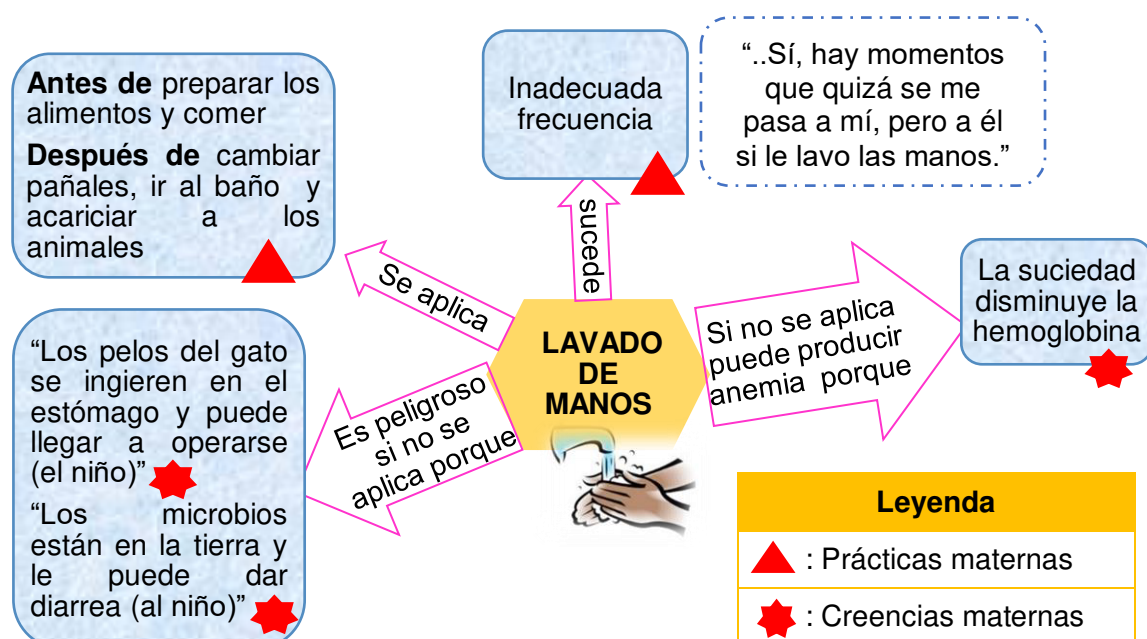 Antes de preparar los
alimentos y comer
Después de cambiar
pañales, ir al baño y
acariciar a los
animales
Inadecuada
frecuencia
“..Sí, hay momentos
que quizá se me
pasa a mí, pero a él
si le lavo las manos.”
sucede
Se aplica
LAVADO
DE
MANOS
Si no se aplica
puede producir
anemia porque
La suciedad
disminuye la
hemoglobina
Es peligroso
si no se
aplica porque
“Los pelos del gato
se ingieren en el
estómago y puede
llegar a operarse
(el niño)”
“Los microbios
están en la tierra y
le puede dar
diarrea (al niño)”
Leyenda
: Prácticas maternas
: Creencias maternas